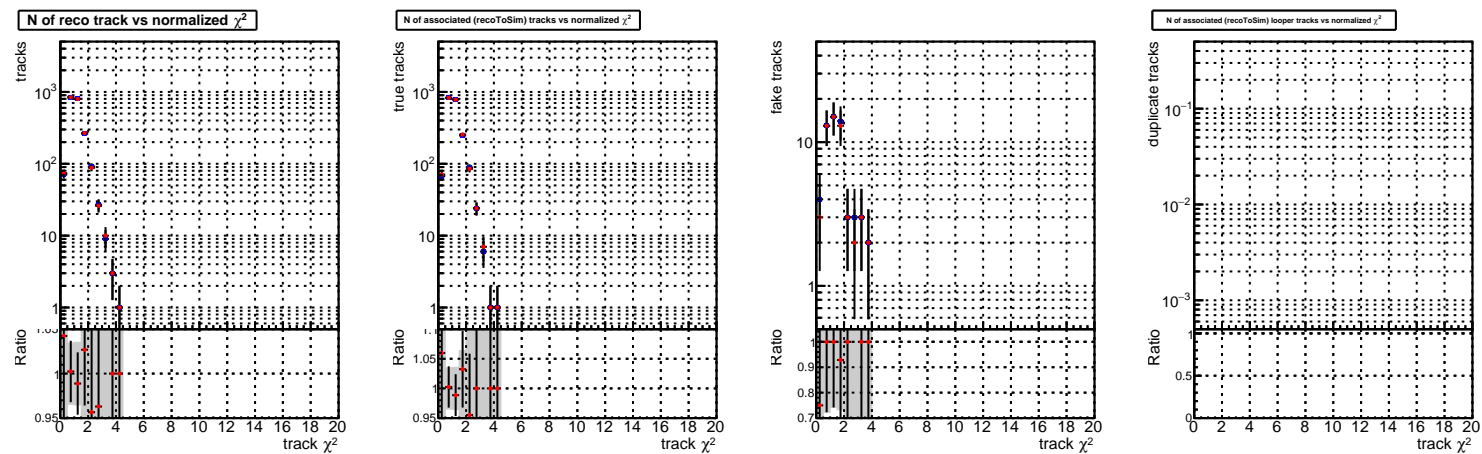 N of reco track vs normalized χ²
tracks
10³
10²
10
1
1.05
Ratio
1
0.95
0 2 4 6 8 10 12 14 16 18 20
track χ²
N of associated (recoToSim) tracks vs normalized χ²
true tracks
10³
10²
10
1
1.1
Ratio
1.05
1
0.95
0 2 4 6 8 10 12 14 16 18 20
track χ²
fake tracks
10
1
Ratio
1
0.9
0.8
0.7
0 2 4 6 8 10 12 14 16 18 20
track χ²
N of associated (recoToSim) looper tracks vs normalized χ²
duplicate tracks
10⁻¹
10⁻²
10⁻³
Ratio
1
0.5
0
0 2 4 6 8 10 12 14 16 18 20
track χ²